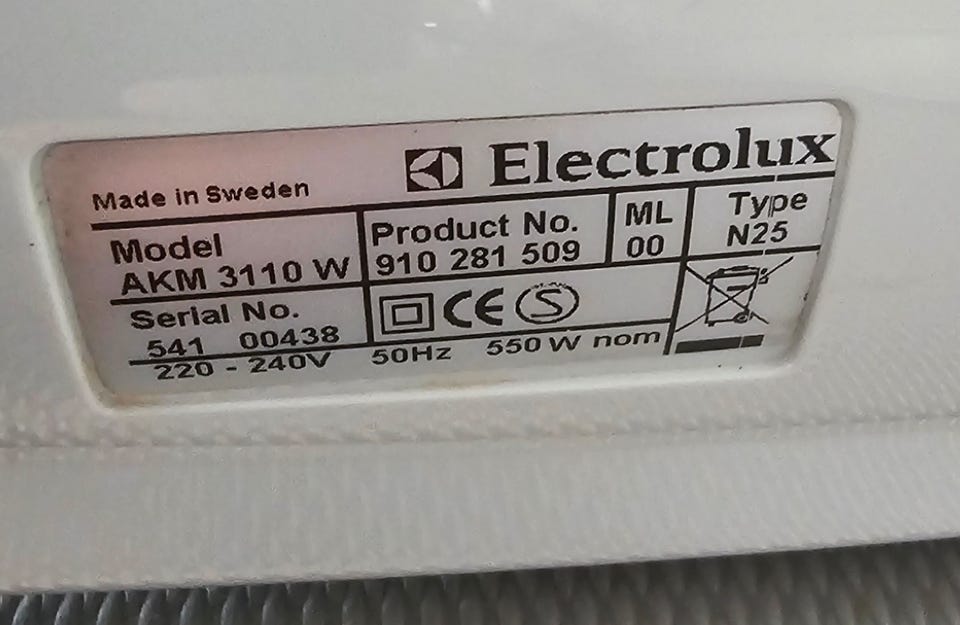 Made in Sweden
Electrolux
Model
AKM 3110 W
Product No.
910 281 509
ML
00
Type
N25
Serial No.
541 00438
CE
S
220 - 240V 50Hz 550 W nom